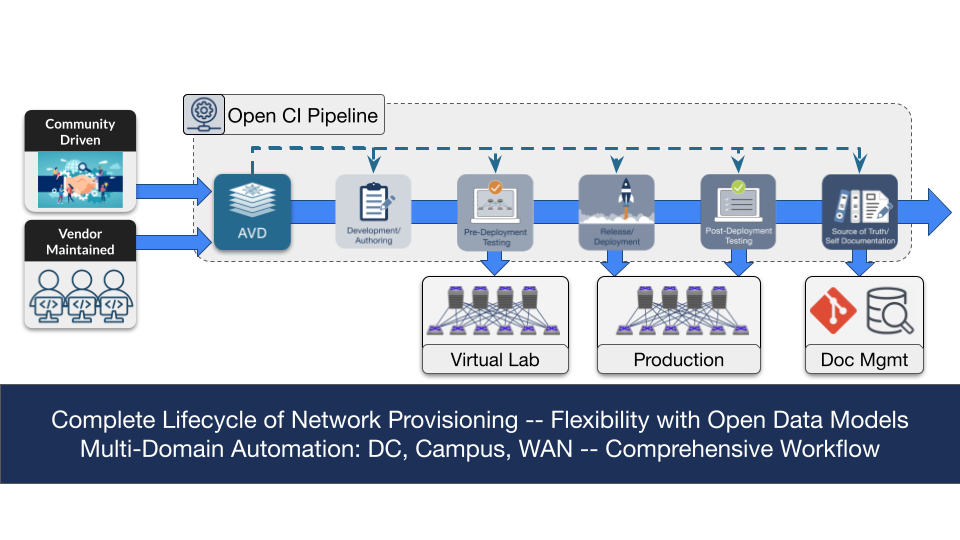 Open CI Pipeline
Community
Driven
Vendor
Maintained
AVD
Development/
Authoring
Pre-Deployment
Testing
Release/
Deployment
Post-Deployment
Testing
Source of Truth/
Self Documentation
Virtual Lab
Production
Doc Mgmt
Complete Lifecycle of Network Provisioning -- Flexibility with Open Data Models
Multi-Domain Automation: DC, Campus, WAN -- Comprehensive Workflow